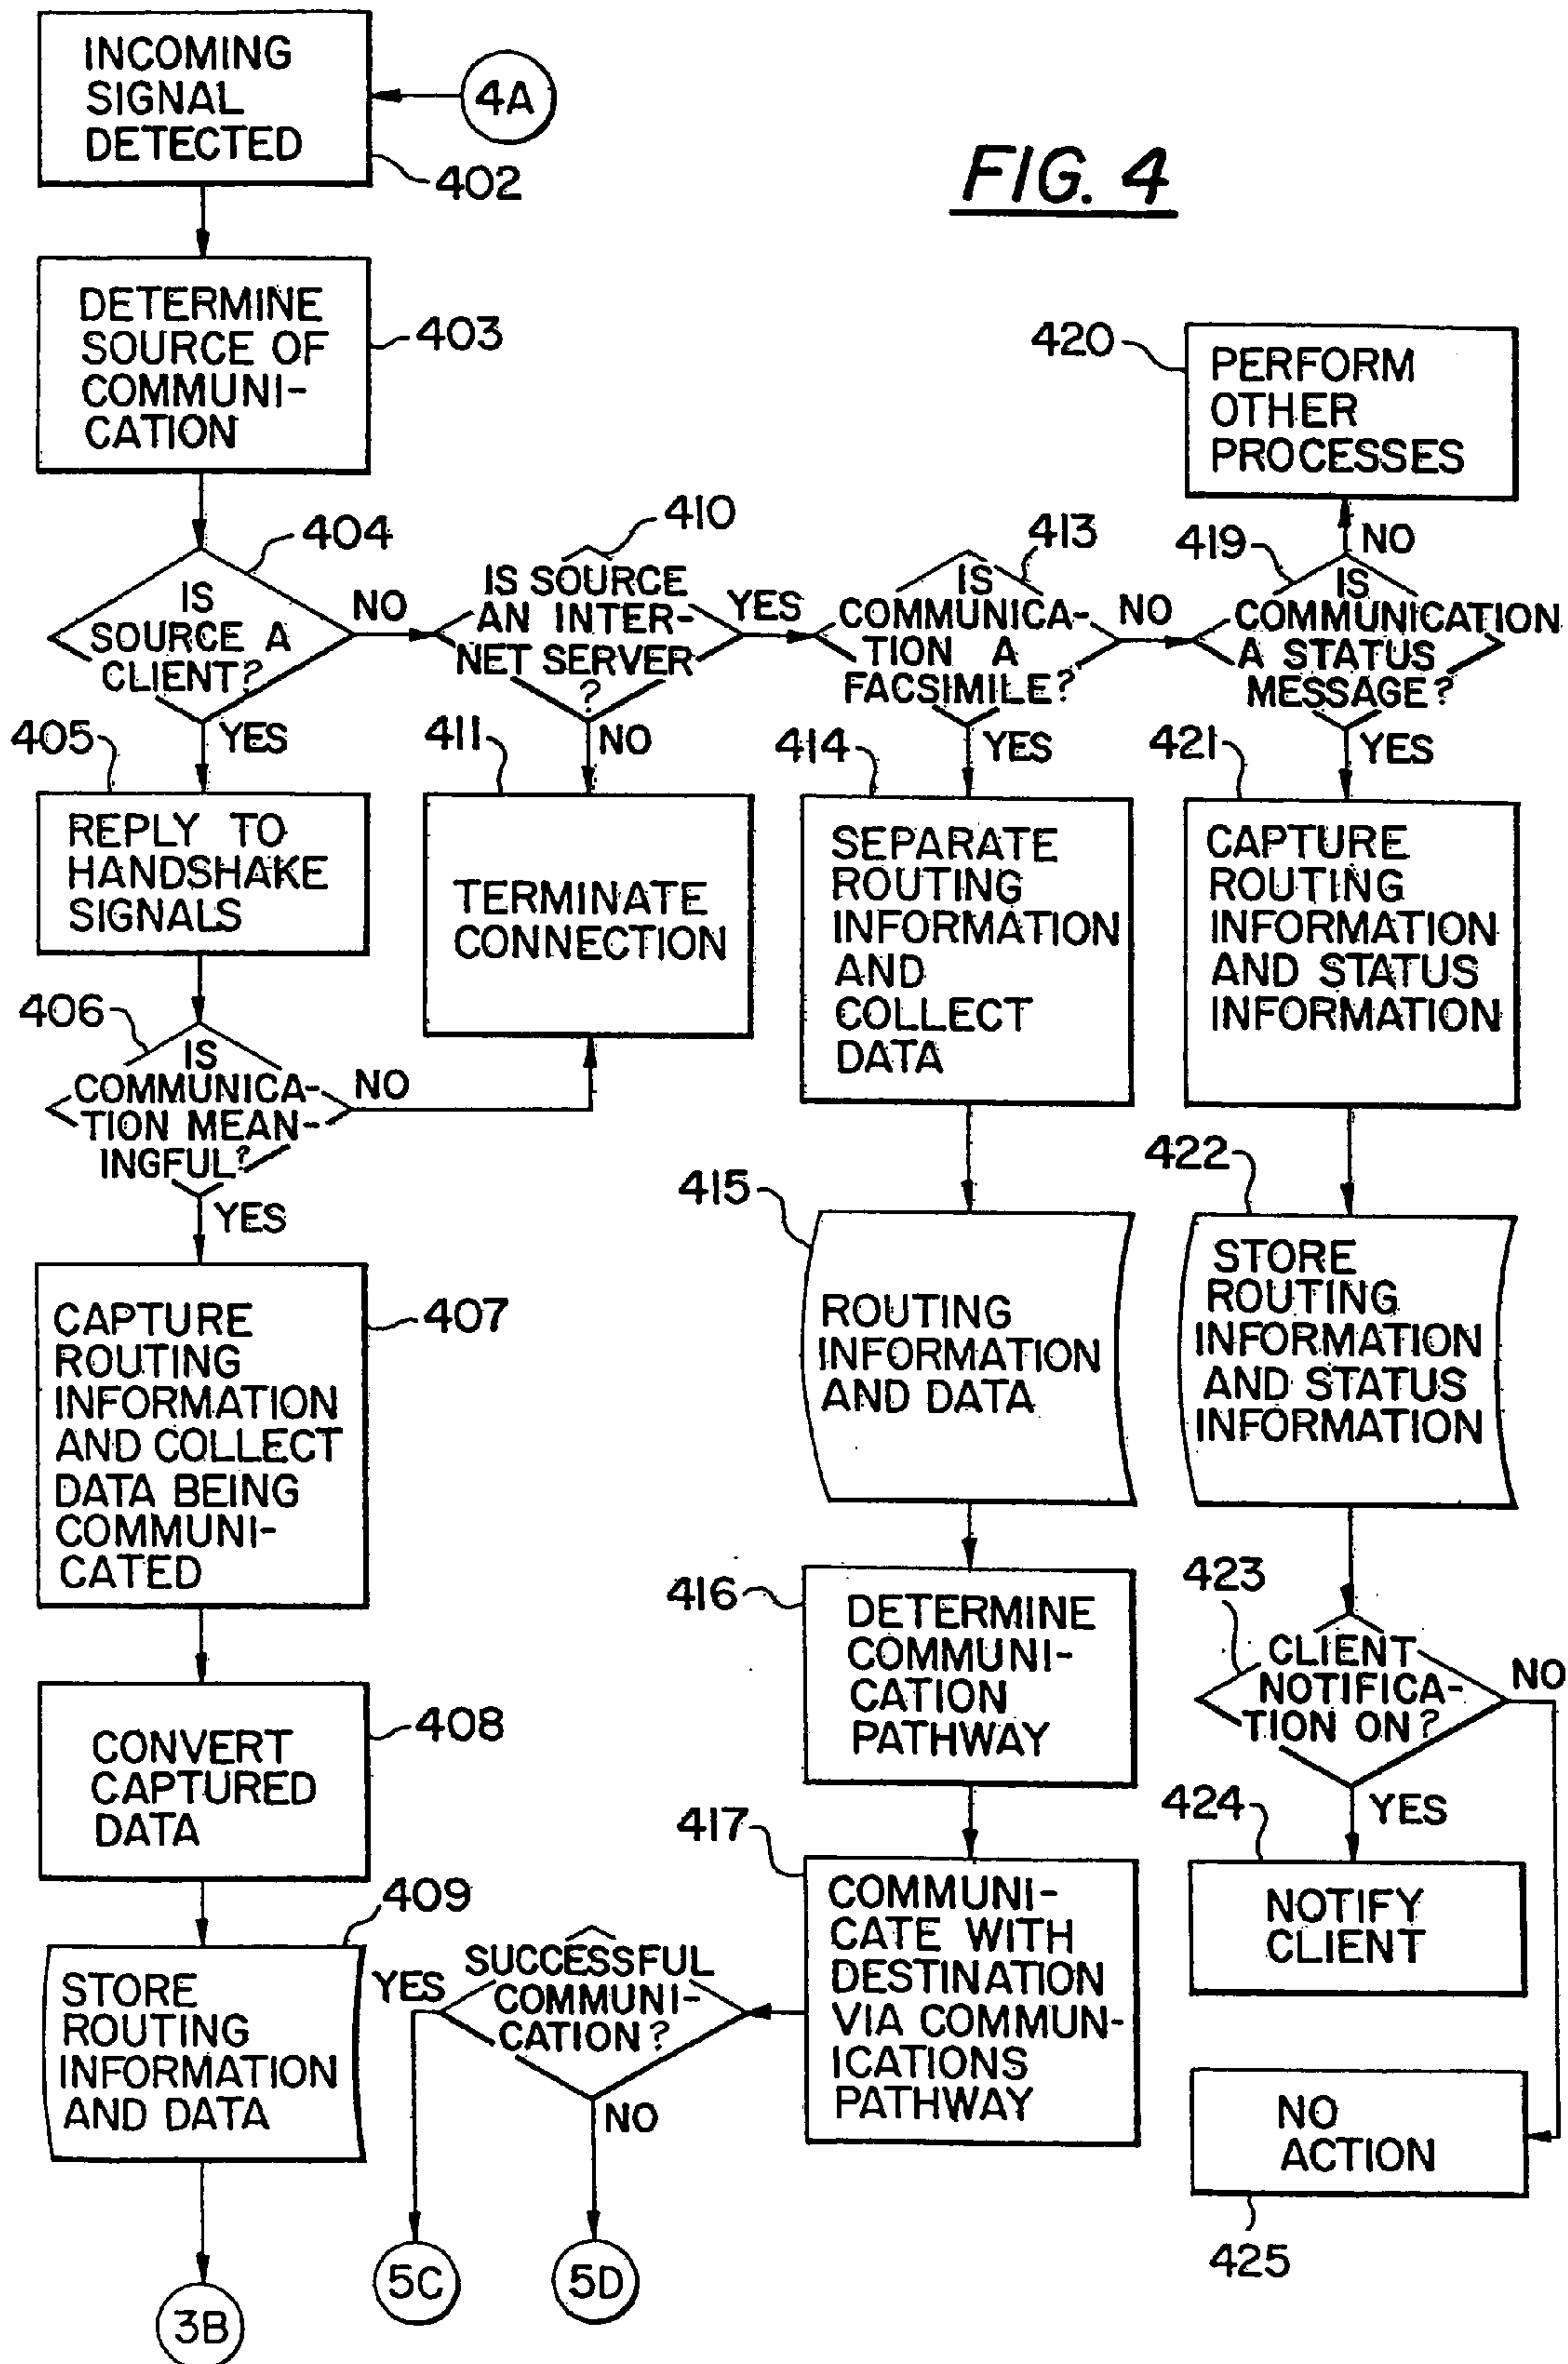 INCOMING
SIGNAL
DETECTED
4A
402
FIG. 4
DETERMINE
SOURCE OF
COMMUNI-
CATION
403
420
PERFORM
OTHER
PROCESSES
404
IS
SOURCE A
CLIENT?
NO
YES
410
IS SOURCE
AN INTER-
NET SERVER
?
YES
NO
413
IS
COMMUNICA-
TION A
FACSIMILE?
NO
YES
419
NO
IS
COMMUNICATION
A STATUS
MESSAGE?
YES
405
REPLY TO
HANDSHAKE
SIGNALS
411
TERMINATE
CONNECTION
414
SEPARATE
ROUTING
INFORMATION
AND
COLLECT
DATA
421
CAPTURE
ROUTING
INFORMATION
AND STATUS
INFORMATION
406
IS
COMMUNICA-
TION MEAN-
INGFUL?
NO
YES
415
ROUTING
INFORMATION
AND DATA
422
STORE
ROUTING
INFORMATION
AND STATUS
INFORMATION
407
CAPTURE
ROUTING
INFORMATION
AND COLLECT
DATA BEING
COMMUNI-
CATED
416
DETERMINE
COMMUNI-
CATION
PATHWAY
423
CLIENT
NOTIFICA-
TION ON?
NO
YES
408
CONVERT
CAPTURED
DATA
417
COMMUNI-
CATE WITH
DESTINATION
VIA COMMUN-
ICATIONS
PATHWAY
424
NOTIFY
CLIENT
409
STORE
ROUTING
INFORMATION
AND DATA
YES
SUCCESSFUL
COMMUNI-
CATION?
NO
NO
ACTION
425
5C
5D
3B